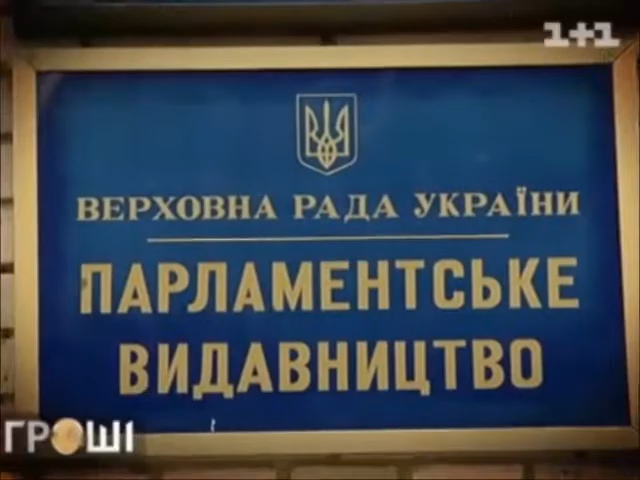 1+1
ВЕРХОВНА РАДА УКРАЇНИ
ПАРЛАМЕНТСЬКЕ
ВИДАВНИЦТВО
ГРОШІ